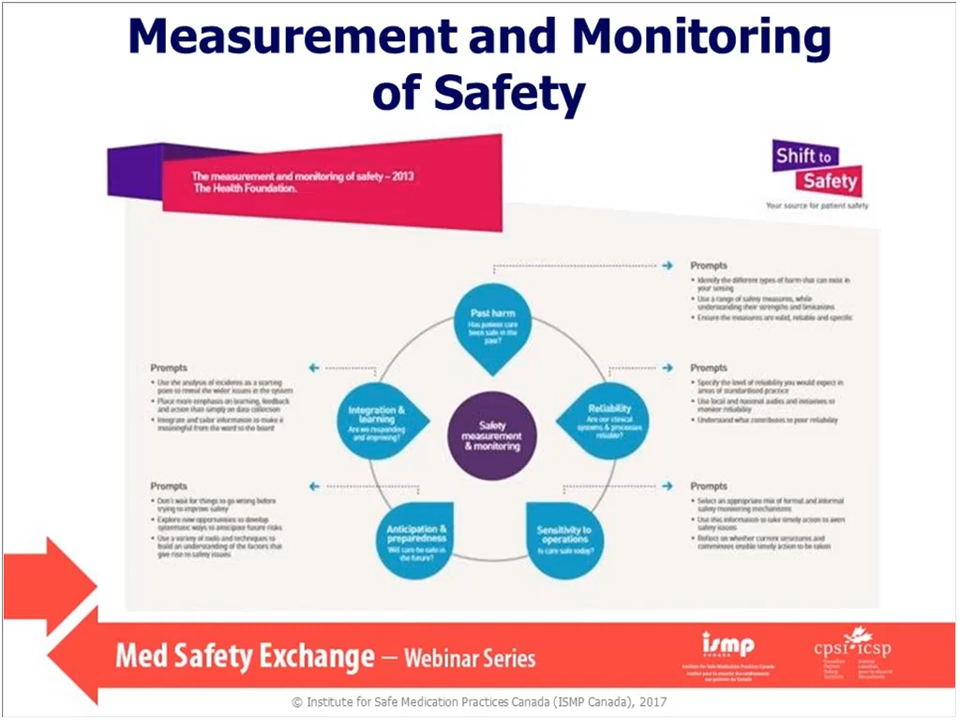 Measurement and Monitoring
of Safety
The measurement and monitoring of safety – 2013
The Health Foundation.
Shift to
Safety
Your source for patient safety
Prompts
• Identify the different types of harm that can exist in
your setting
• Use a range of safety measures, while
understanding their strengths and limitations
• Ensure the measures are valid, reliable and specific
Past harm
Has patient care
been safe in the
past?
Prompts
• Use the analysis of incidents as a starting
point to reveal the wider issues in the system
• Place more emphasis on learning, feedback
and action than simply on data collection
• Integrate and tailor information to make it
meaningful from the ward to the board
Integration &
learning
Are we responding
and improving?
Safety
measurement
& monitoring
Reliability
Are our clinical
systems & processes
reliable?
Prompts
• Specify the level of reliability you would expect in
areas of standardised practice
• Use local and national audits and initiatives to
monitor reliability
• Understand what contributes to poor reliability
Prompts
• Don't wait for things to go wrong before
trying to improve safety
• Explore new opportunities to develop
systematic ways to anticipate future risks
• Use a variety of tools and techniques to
build an understanding of the factors that
give rise to safety issues
Anticipation &
preparedness
Will care be safe in
the future?
Sensitivity to
operations
Is care safe today?
Prompts
• Select an appropriate mix of formal and informal
safety monitoring mechanisms
• Use this information to take timely action to avert
safety issues
• Reflect on whether current structures and
committees enable timely action to be taken
Med Safety Exchange – Webinar Series
ismp
CANADA
Institute for Safe Medication Practices Canada
cpsi icsp
Canadian
Patient
Safety
Institute
© Institute for Safe Medication Practices Canada (ISMP Canada), 2017